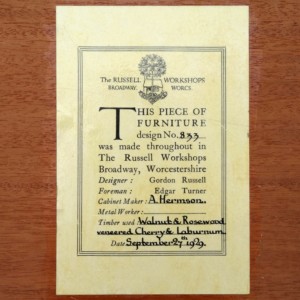 The RUSSELL WORKSHOPS
BROADWAY, WORCS.
THIS PIECE OF
FURNITURE
design No. 833
was made throughout in
The Russell Workshops
Broadway, Worcestershire
Designer : Gordon Russell
Foreman : Edgar Turner
Cabinet Maker : A. Hermson.
Metal Worker :
Timber used Walnut & Rosewood
veneered Cherry & Laburnum.
Date September 27th 1929.